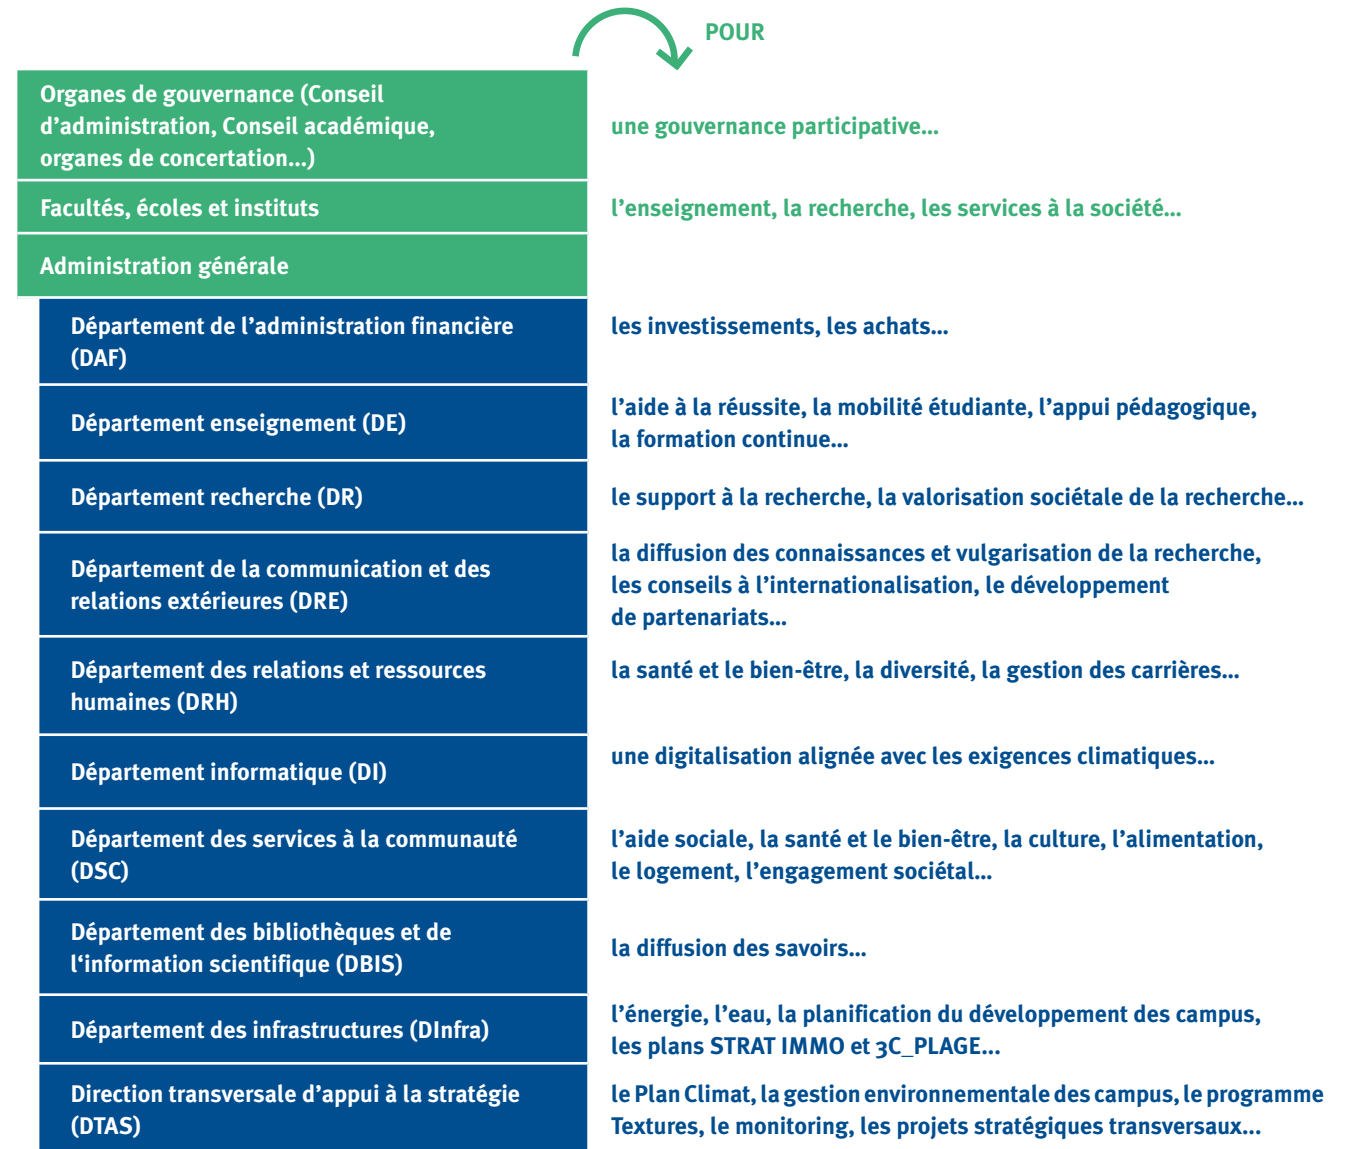 POUR
Organes de gouvernance (Conseil
d’administration, Conseil académique,
organes de concertation...)
une gouvernance participative...
Facultés, écoles et instituts
l’enseignement, la recherche, les services à la société...
Administration générale
Département de l’administration financière
(DAF)
les investissements, les achats...
Département enseignement (DE)
l’aide à la réussite, la mobilité étudiante, l’appui pédagogique,
la formation continue...
Département recherche (DR)
le support à la recherche, la valorisation sociétale de la recherche...
Département de la communication et des
relations extérieures (DRE)
la diffusion des connaissances et vulgarisation de la recherche,
les conseils à l’internationalisation, le développement
de partenariats...
Département des relations et ressources
humaines (DRH)
la santé et le bien-être, la diversité, la gestion des carrières...
Département informatique (DI)
une digitalisation alignée avec les exigences climatiques...
Département des services à la communauté
(DSC)
l’aide sociale, la santé et le bien-être, la culture, l’alimentation,
le logement, l’engagement sociétal...
Département des bibliothèques et de
l‘information scientifique (DBIS)
la diffusion des savoirs...
Département des infrastructures (DInfra)
l’énergie, l’eau, la planification du développement des campus,
les plans STRAT IMMO et 3C_PLAGE...
Direction transversale d’appui à la stratégie
(DTAS)
le Plan Climat, la gestion environnementale des campus, le programme
Textures, le monitoring, les projets stratégiques transversaux...